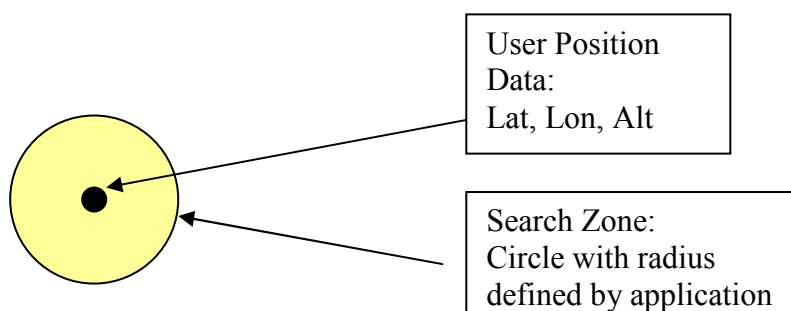 User Position
Data:
Lat, Lon, Alt
Search Zone:
Circle with radius
defined by application